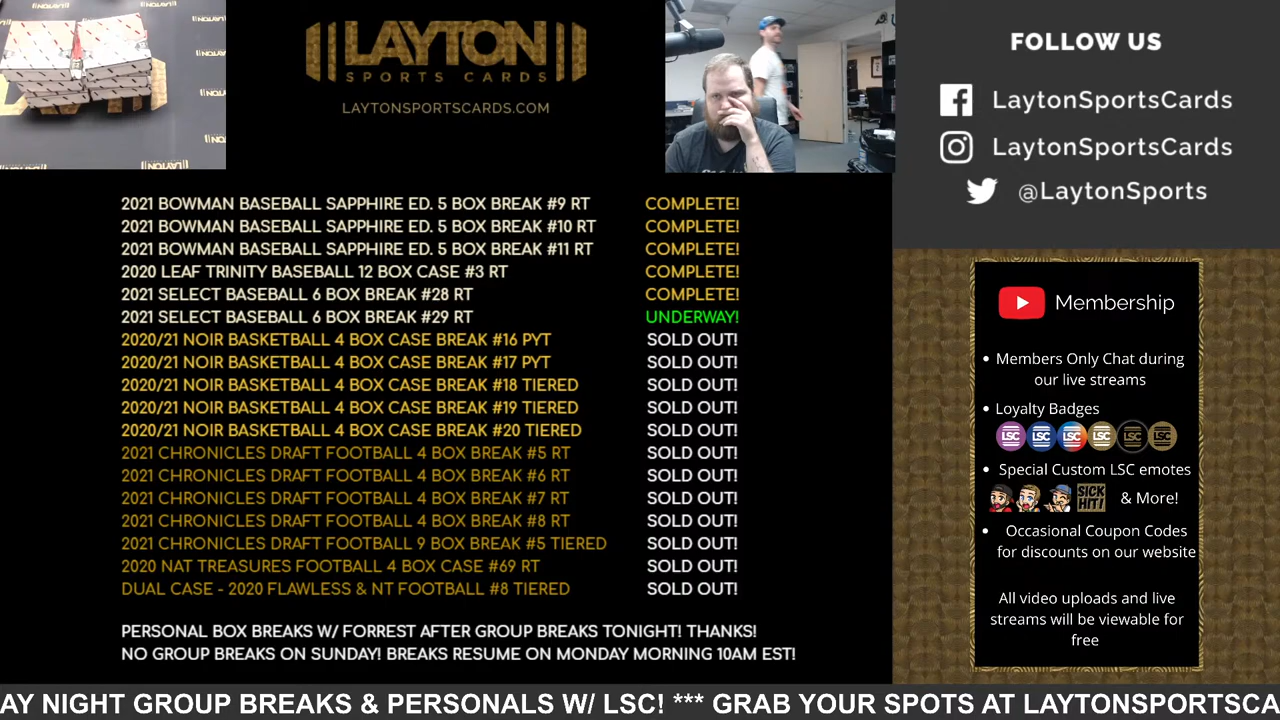 LAYTON
SPORTS CARDS
LAYTONSPORTSCARDS.COM
FOLLOW US
LaytonSportsCards
LaytonSportsCards
@LaytonSports
2021 BOWMAN BASEBALL SAPPHIRE ED. 5 BOX BREAK #9 RT COMPLETE!
2021 BOWMAN BASEBALL SAPPHIRE ED. 5 BOX BREAK #10 RT COMPLETE!
2021 BOWMAN BASEBALL SAPPHIRE ED. 5 BOX BREAK #11 RT COMPLETE!
2020 LEAF TRINITY BASEBALL 12 BOX CASE #3 RT COMPLETE!
2021 SELECT BASEBALL 6 BOX BREAK #28 RT COMPLETE!
2021 SELECT BASEBALL 6 BOX BREAK #29 RT UNDERWAY!
2020/21 NOIR BASKETBALL 4 BOX CASE BREAK #16 PYT SOLD OUT!
2020/21 NOIR BASKETBALL 4 BOX CASE BREAK #17 PYT SOLD OUT!
2020/21 NOIR BASKETBALL 4 BOX CASE BREAK #18 TIERED SOLD OUT!
2020/21 NOIR BASKETBALL 4 BOX CASE BREAK #19 TIERED SOLD OUT!
2020/21 NOIR BASKETBALL 4 BOX CASE BREAK #20 TIERED SOLD OUT!
2021 CHRONICLES DRAFT FOOTBALL 4 BOX BREAK #5 RT SOLD OUT!
2021 CHRONICLES DRAFT FOOTBALL 4 BOX BREAK #6 RT SOLD OUT!
2021 CHRONICLES DRAFT FOOTBALL 4 BOX BREAK #7 RT SOLD OUT!
2021 CHRONICLES DRAFT FOOTBALL 4 BOX BREAK #8 RT SOLD OUT!
2021 CHRONICLES DRAFT FOOTBALL 9 BOX BREAK #5 TIERED SOLD OUT!
2020 NAT TREASURES FOOTBALL 4 BOX CASE #69 RT SOLD OUT!
DUAL CASE - 2020 FLAWLESS & NT FOOTBALL #8 TIERED SOLD OUT!
PERSONAL BOX BREAKS W/ FORREST AFTER GROUP BREAKS TONIGHT! THANKS!
NO GROUP BREAKS ON SUNDAY! BREAKS RESUME ON MONDAY MORNING 10AM EST!
Membership
• Members Only Chat during
our live streams
• Loyalty Badges
LSC LSC LSC LSC LSC LSC
• Special Custom LSC emotes
SICK
HIT!
& More!
• Occasional Coupon Codes
for discounts on our website
All video uploads and live
streams will be viewable for
free
AY NIGHT GROUP BREAKS & PERSONALS W/ LSC! *** GRAB YOUR SPOTS AT LAYTONSPORTSCA